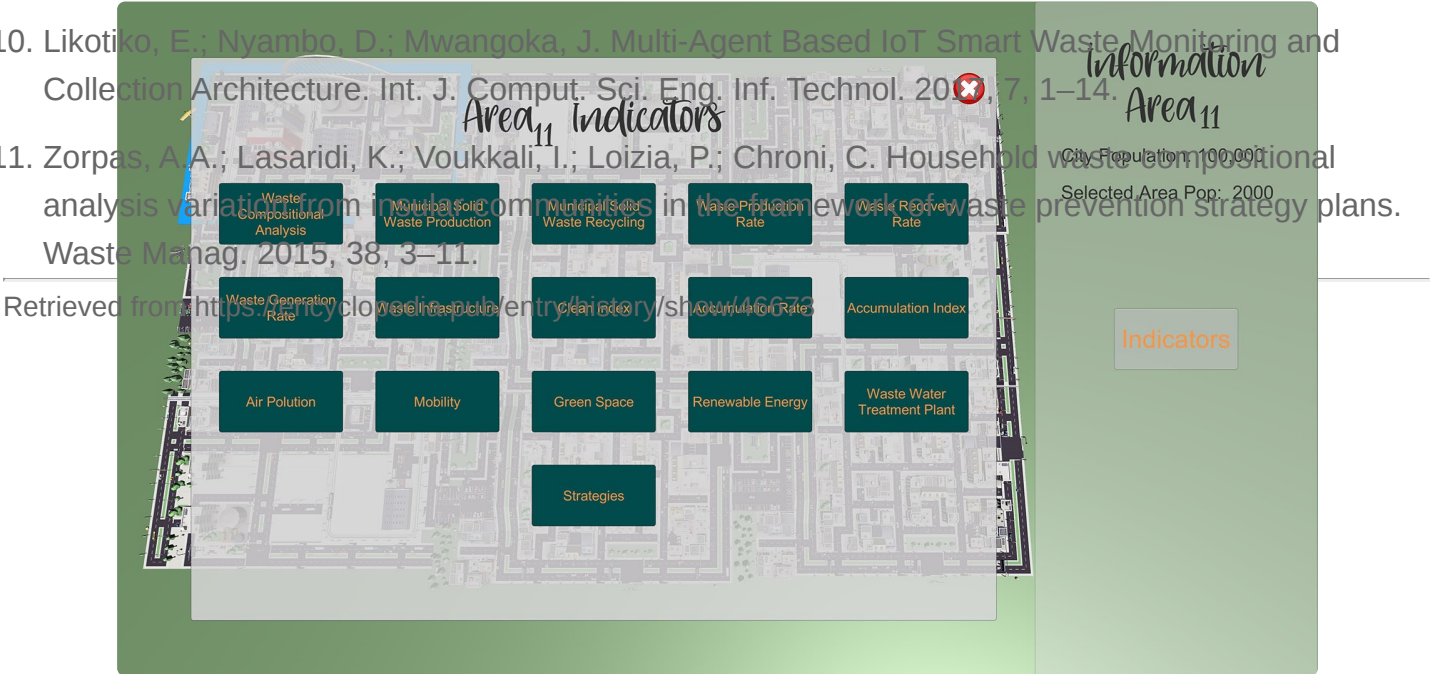 10. Likotiko, E.; Nyambo, D.; Mwangoka, J. Multi-Agent Based IoT Smart Waste Monitoring and
Collection Architecture. Int. J. Comput. Sci. Eng. Inf. Technol. 2017, 7, 1–14.
11. Zorpas, A.A.; Lasaridi, K.; Voukkali, I.; Loizia, P.; Chroni, C. Household waste compositional
analysis variation from insular communities in the framework of waste prevention strategy plans.
Waste Manag. 2015, 38, 3–11.
Retrieved from https://encyclopedia.pub/entry/history/show/46673
Area11 Indicators
Waste
Compositional
Analysis
Municipal Solid
Waste Production
Municipal Solid
Waste Recycling
Waste Production
Rate
Waste Recovery
Rate
Waste Generation
Rate
Waste Infrastructure
Clean Index
Accumulation Rate
Accumulation Index
Air Polution
Mobility
Green Space
Renewable Energy
Waste Water
Treatment Plant
Strategies
Information
Area11
City Population: 100,000
Selected Area Pop: 2000
Indicators